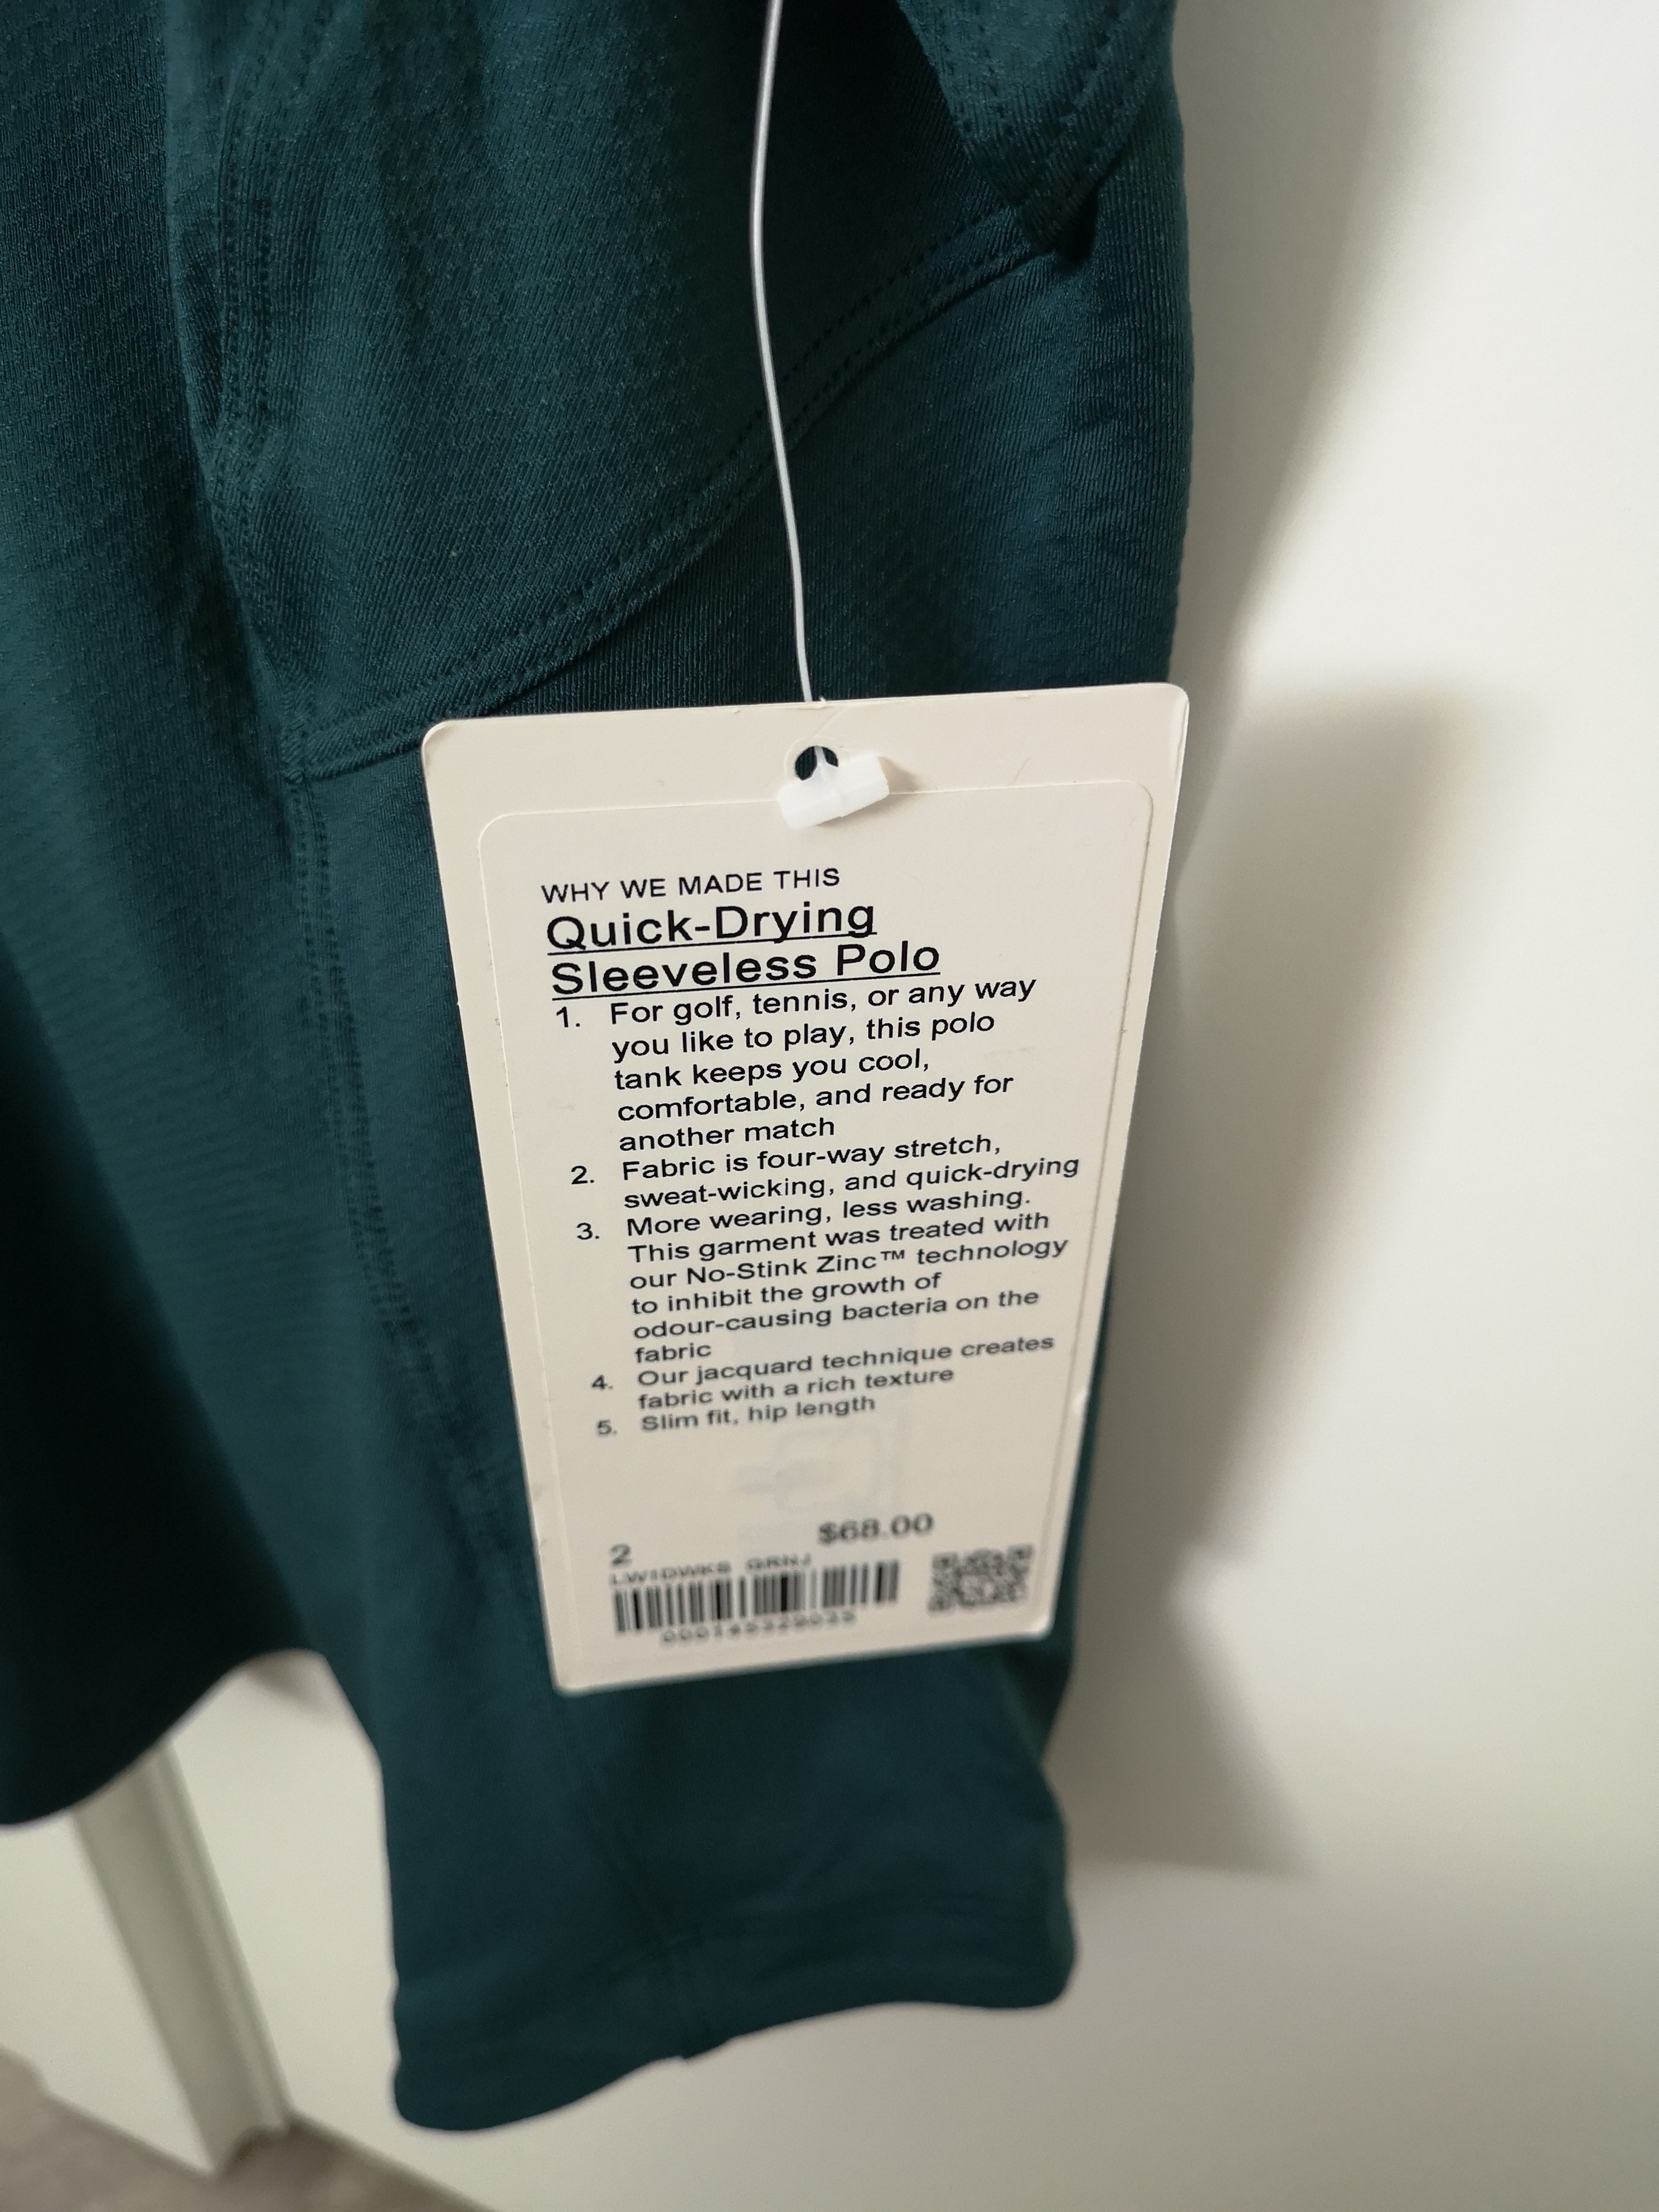 WHY WE MADE THIS
Quick-Drying
Sleeveless Polo
1. For golf, tennis, or any way
you like to play, this polo
tank keeps you cool,
comfortable, and ready for
another match
2. Fabric is four-way stretch,
sweat-wicking, and quick-drying
3. More wearing, less washing.
This garment was treated with
our No-Stink Zinc™ technology
to inhibit the growth of
odour-causing bacteria on the
fabric
4. Our jacquard technique creates
fabric with a rich texture
5. Slim fit, hip length
$68.00
2
LW1DWKS GRNJ